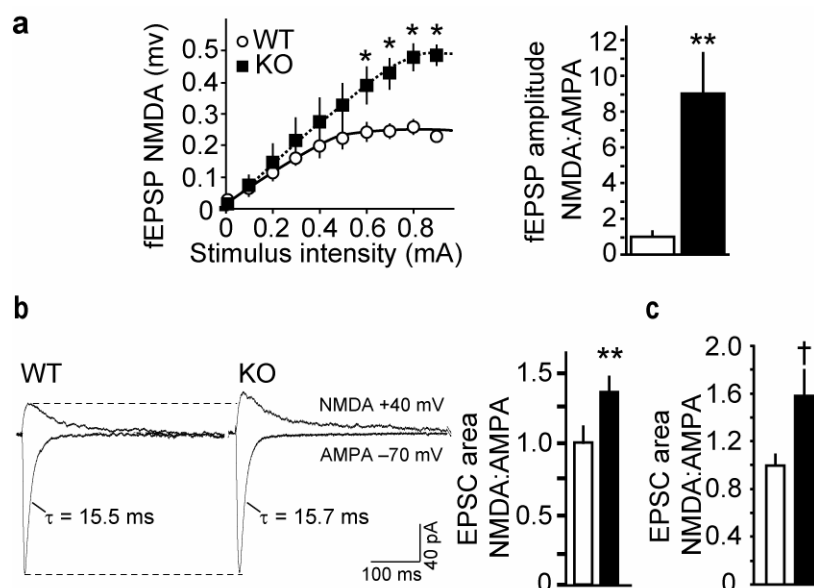 a
fEPSP NMDA (mv)
0.5
0.4
0.3
0.2
0.1
0
WT
KO
* * * *
0.2 0.4 0.6 0.8
Stimulus intensity (mA)
fEPSP amplitude
NMDA:AMPA
12
10
8
6
4
2
0
**
b
WT
KO
NMDA +40 mV
AMPA –70 mV
τ = 15.5 ms
τ = 15.7 ms
100 ms
40 pA
EPSC area
NMDA:AMPA
1.5
1.0
0.5
0
**
c
EPSC area
NMDA:AMPA
2.0
1.6
1.2
0.8
0.4
0
†